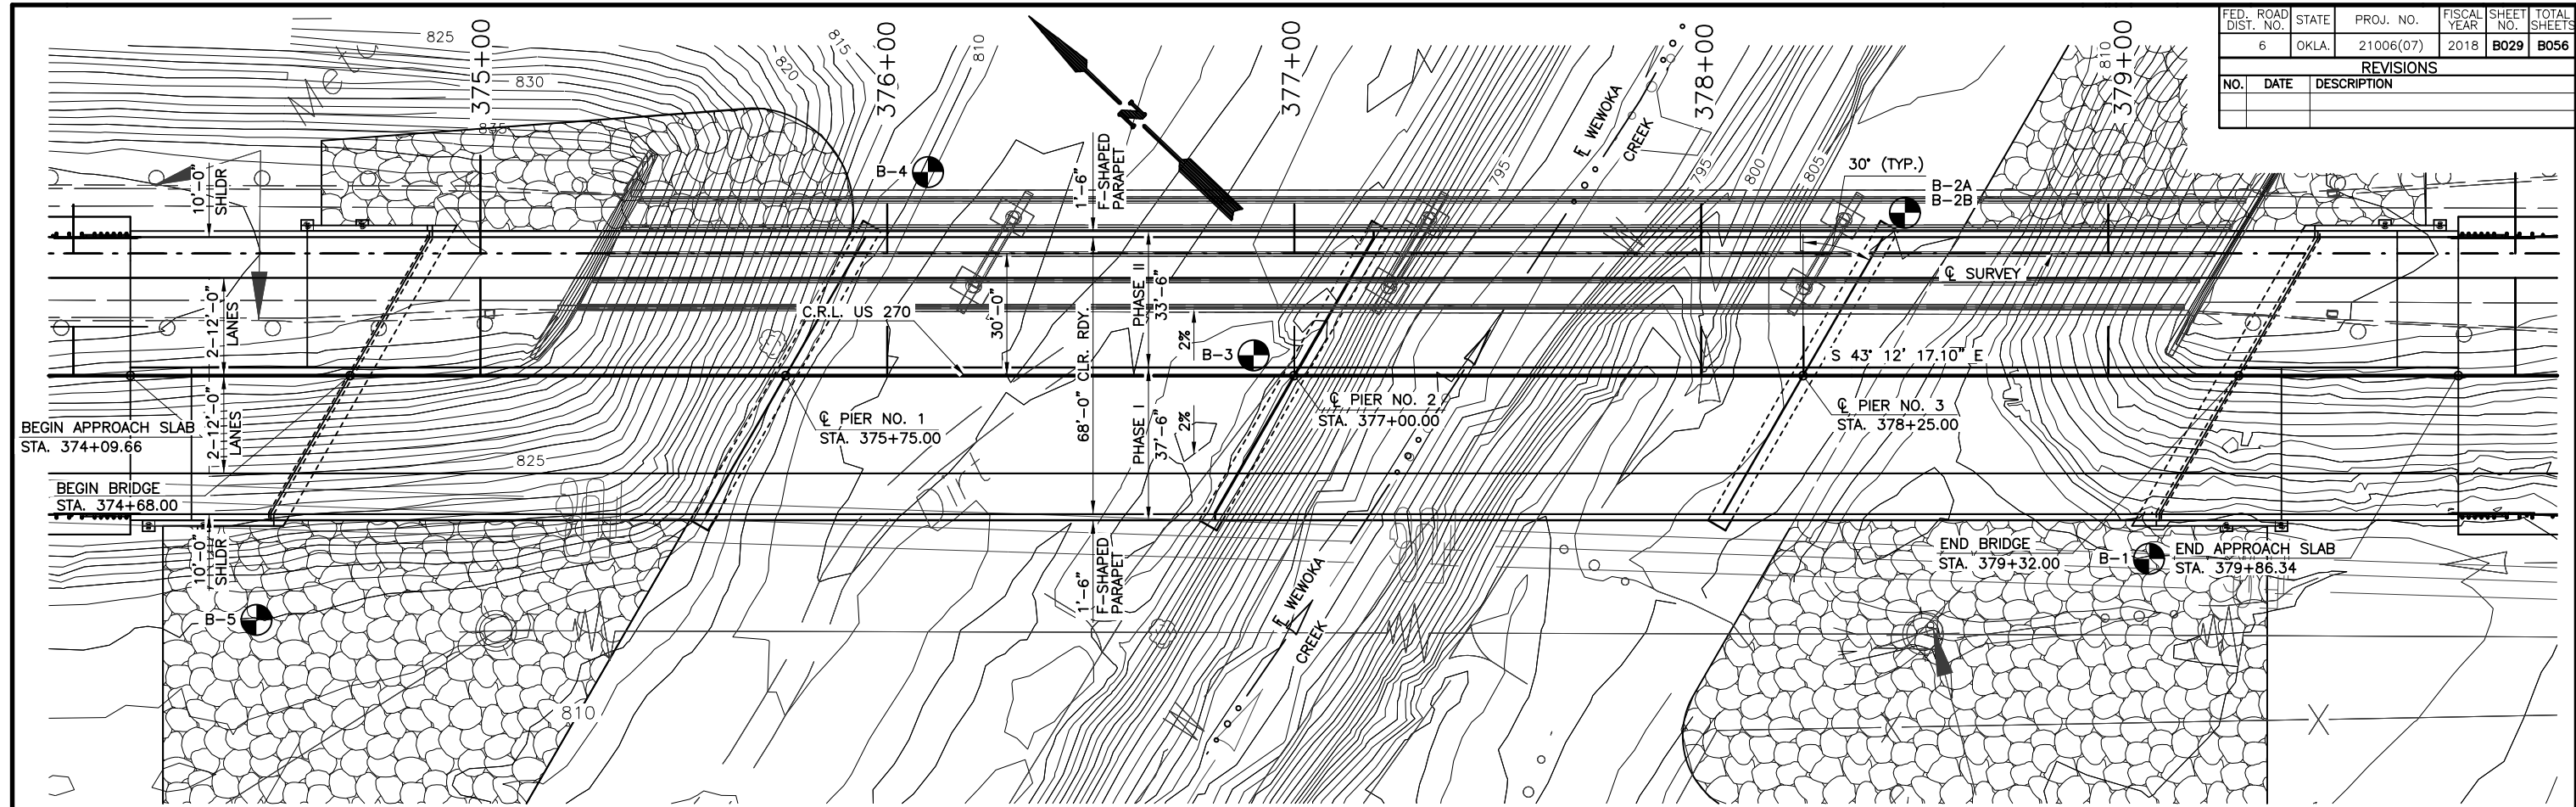 FED. ROAD DIST. NO.
STATE
PROJ. NO.
FISCAL YEAR
SHEET NO.
TOTAL SHEETS
6
OKLA.
21006(07)
2018
B029
B056
REVISIONS
NO.
DATE
DESCRIPTION
825
830
835
375+00
815
820
376+00
810
377+00
795
℄ WEWOKA
CREEK
795
800
805
378+00
810
379+00
N
10'-0"
SHLDR
B-4
1'-6"
F-SHAPED
PARAPET
30° (TYP.)
B-2A
B-2B
℄ SURVEY
2-12'-0"
LANES
C.R.L. US 270
30'-0"
68'-0" CLR. RDY.
PHASE II
33'-6"
2%
B-3
S 43° 12' 17.10" E
BEGIN APPROACH SLAB
STA. 374+09.66
2-12'-0"
LANES
℄ PIER NO. 1
STA. 375+75.00
PHASE I
37'-6"
2%
℄ PIER NO. 2
STA. 377+00.00
℄ PIER NO. 3
STA. 378+25.00
825
Dirt
BEGIN BRIDGE
STA. 374+68.00
10'-0"
SHLDR
1'-6"
F-SHAPED
PARAPET
END BRIDGE
STA. 379+32.00
B-1
END APPROACH SLAB
STA. 379+86.34
B-5
℄ WEWOKA
CREEK
810